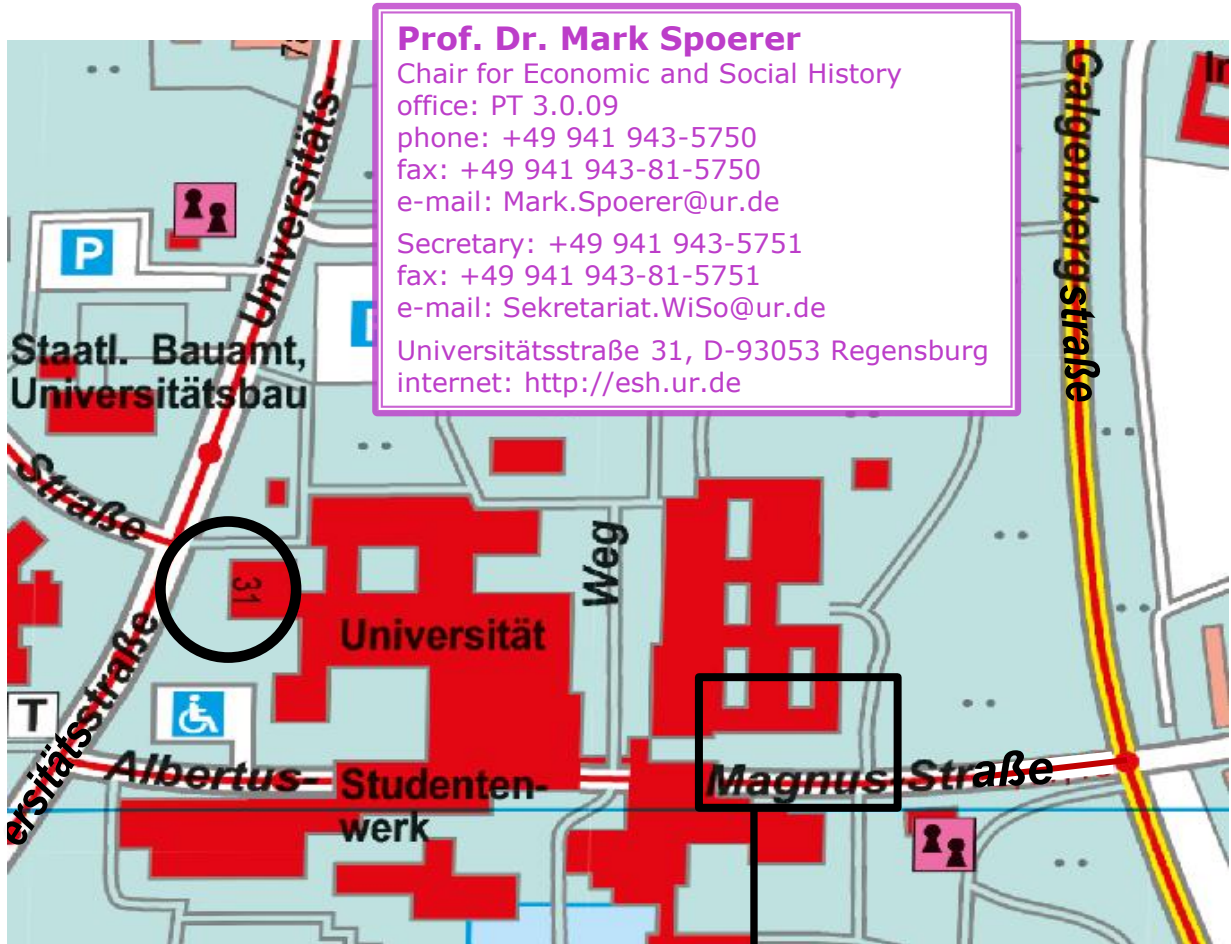 Prof. Dr. Mark Spoerer
Chair for Economic and Social History
office: PT 3.0.09
phone: +49 941 943-5750
fax: +49 941 943-81-5750
e-mail: Mark.Spoerer@ur.de
Secretary: +49 941 943-5751
fax: +49 941 943-81-5751
e-mail: Sekretariat.WiSo@ur.de
Universitätsstraße 31, D-93053 Regensburg
internet: http://esh.ur.de
Universitäts-
Galgenbergstraße
P
Staatl. Bauamt,
Universitätsbau
Straße
31
Weg
Universität
ersitätsstraße
T
Albertus-
Magnus-Straße
Studenten-
werk